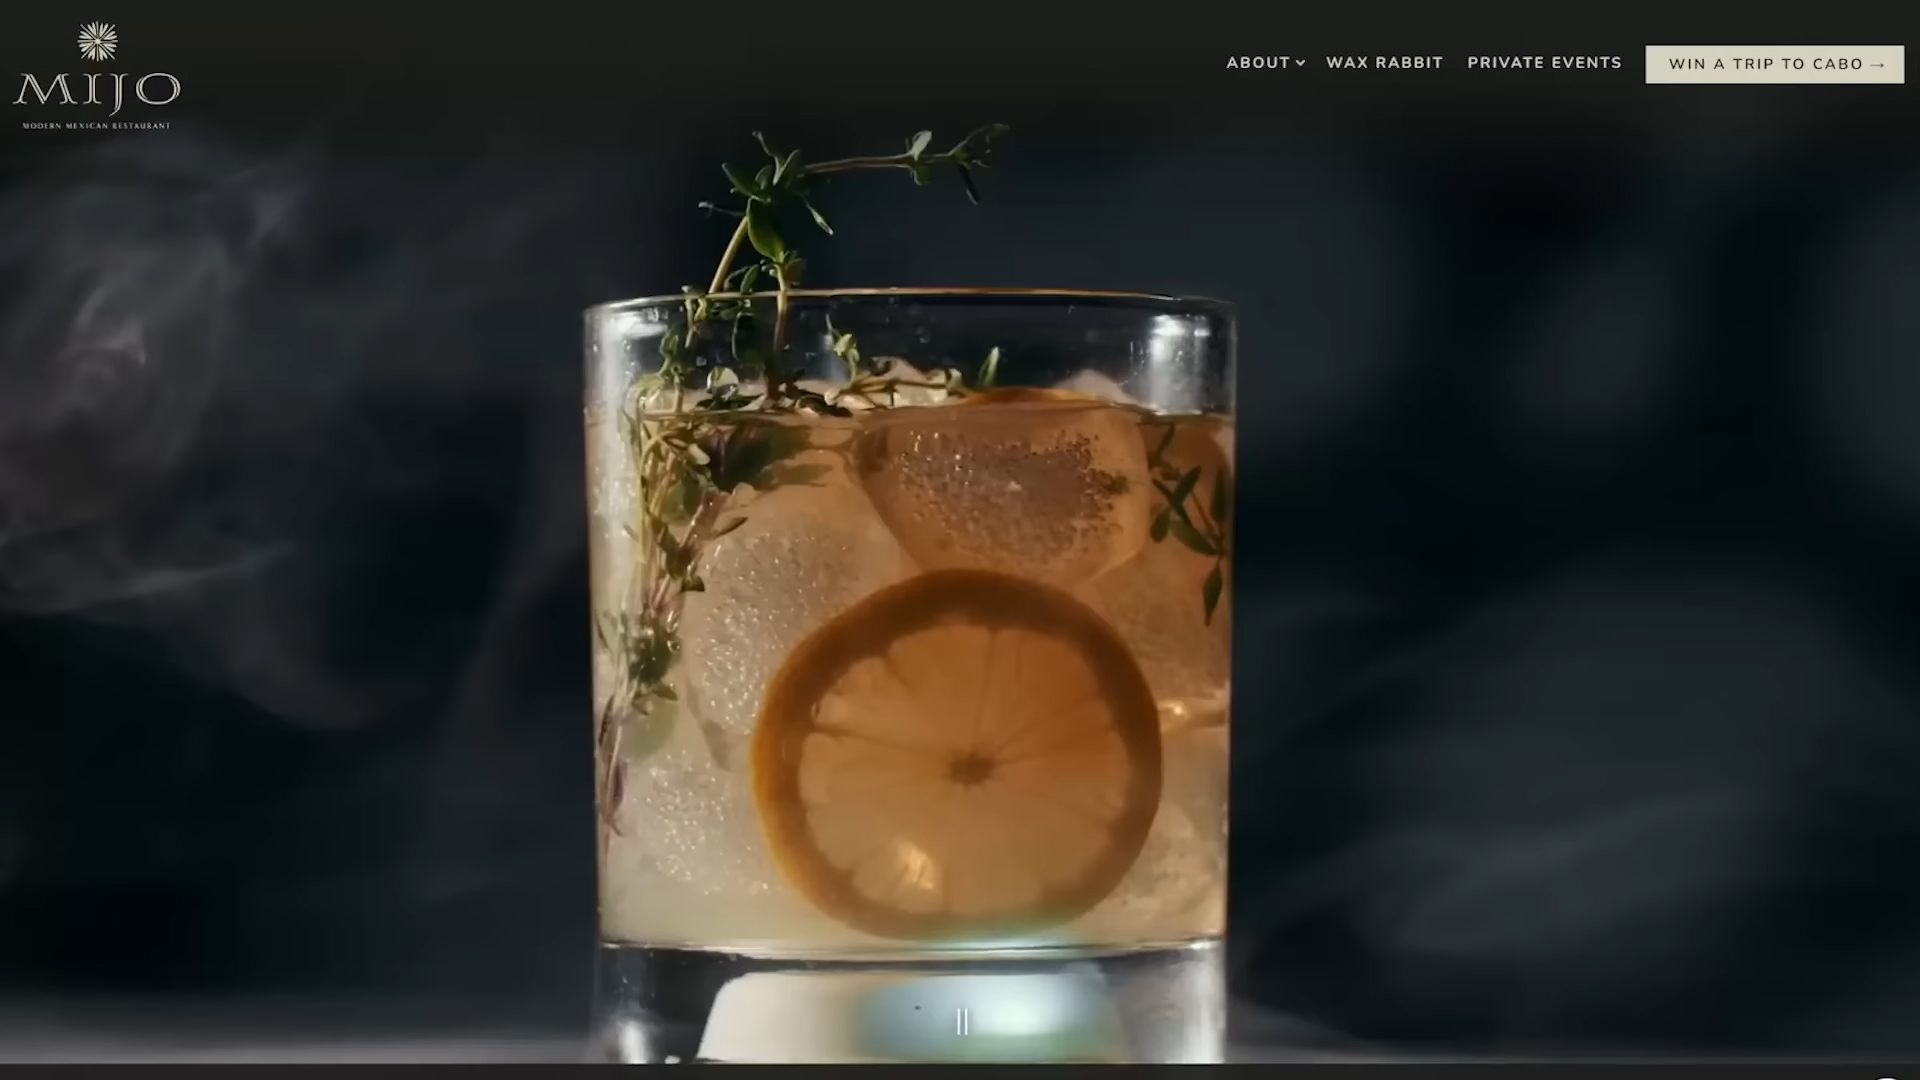 MIJO
MODERN MEXICAN RESTAURANT
ABOUT
WAX RABBIT
PRIVATE EVENTS
WIN A TRIP TO CABO →